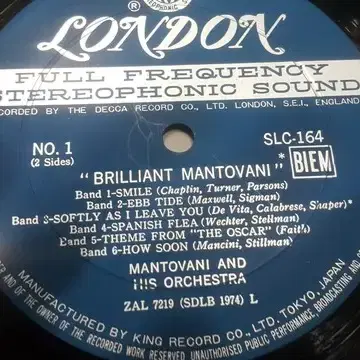 LONDON
®
FULL FREQUENCY
STEREOPHONIC SOUND
RECORDED BY THE DECCA RECORD CO., LTD. LONDON, S.E.I., ENGLAND
NO. 1
(2 Sides)
SLC-164
"BRILLIANT MANTOVANI"*
BIEM
Band 1-SMILE (Chaplin, Turner, Parsons)
Band 2-EBB TIDE (Maxwell, Sigman)
Band 3-SOFTLY AS I LEAVE YOU (De Vita, Calabrese, Shaper)*
Band 4-SPANISH FLEA (Wechter, Stellman)
Band 5-THEME FROM "THE OSCAR" (Faith)
Band 6-HOW SOON (Mancini, Stillman)
MANTOVANI AND
HIS ORCHESTRA
ZAL 7219 (SDLB 1974) L
MANUFACTURED BY KING RECORD CO., LTD. TOKYO, JAPAN
AND OF THE OWNER OF THE RECORDED WORK RESERVED UNAUTHORISED PUBLIC PERFORMANCE BROADCASTING AND